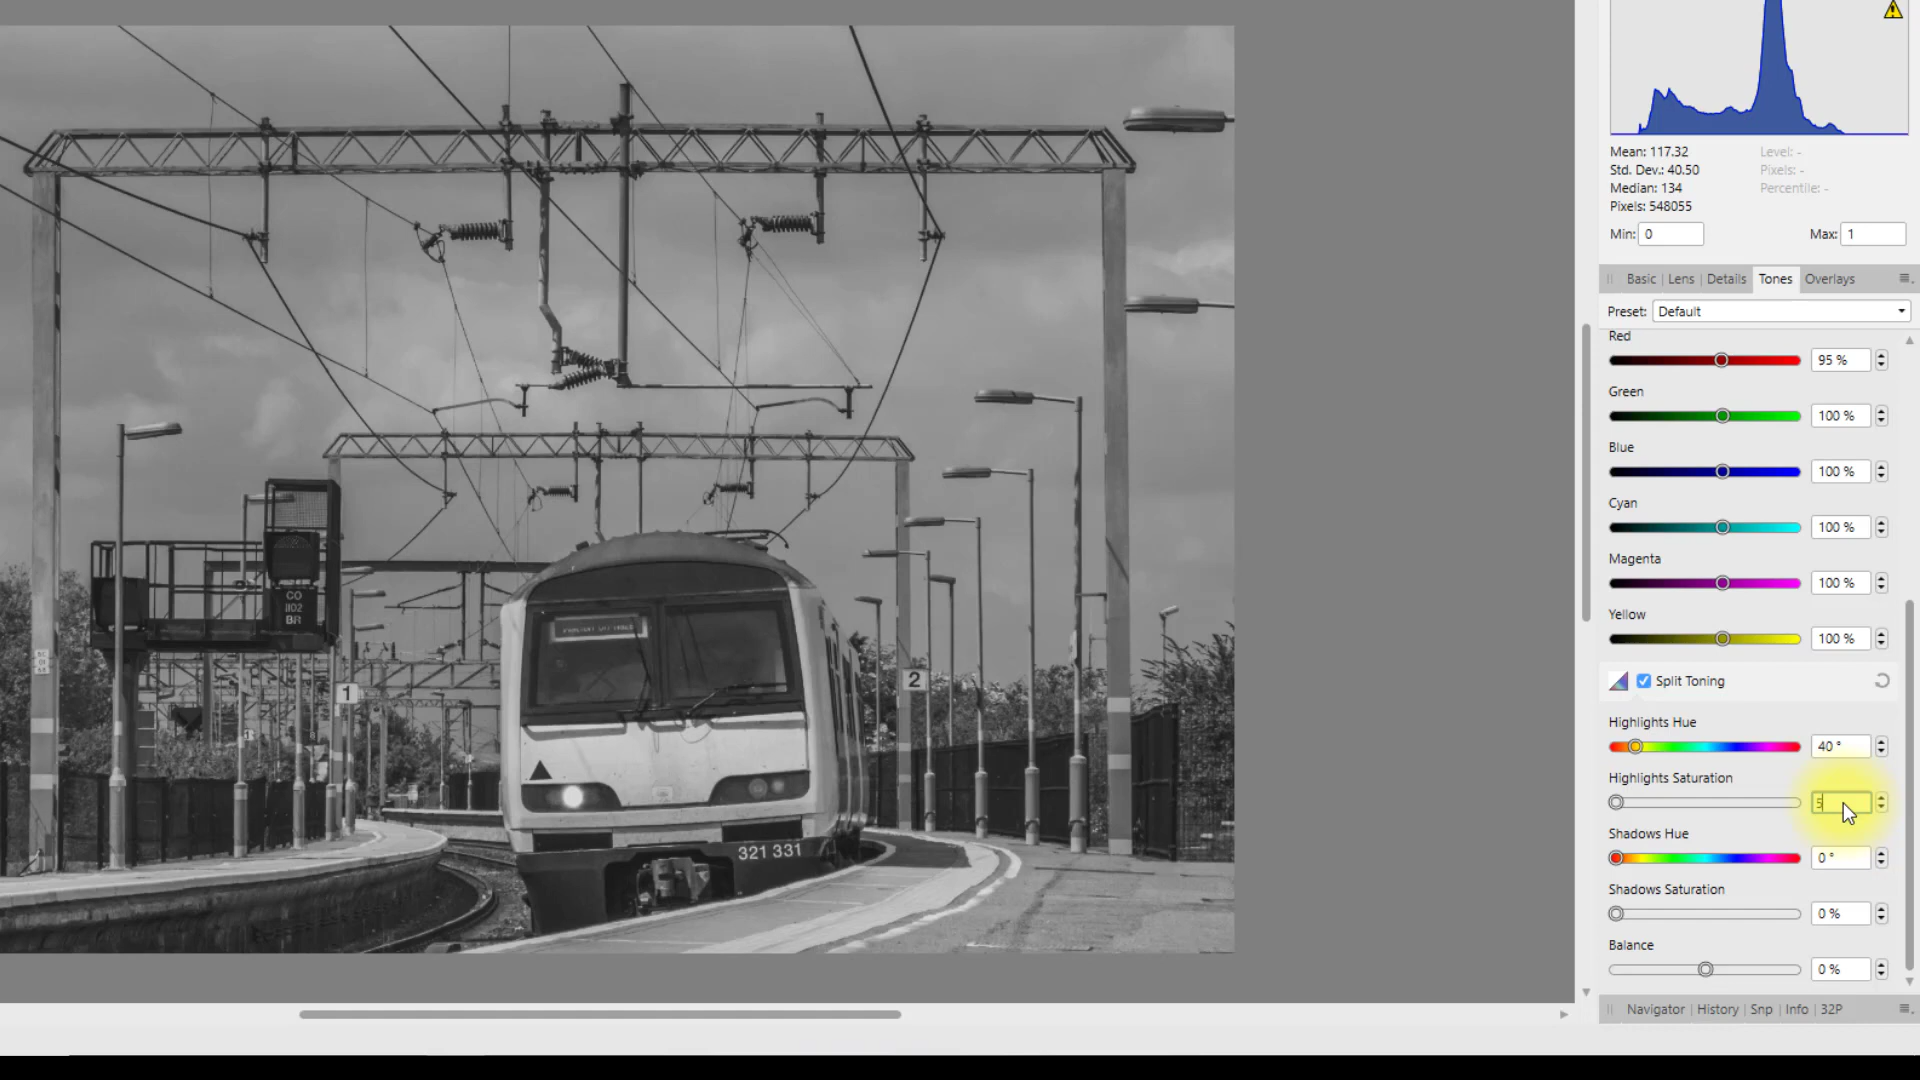 Mean: 117.32
Level: -
Std. Dev.: 40.50
Pixels: -
Median: 134
Percentile: -
Pixels: 548055
Min: 0
Max: 1
Basic Lens Details Tones Overlays
Preset: Default
Red
95 %
Green
100 %
Blue
100 %
Cyan
100 %
Magenta
100 %
Yellow
100 %
Split Toning
Highlights Hue
40 °
Highlights Saturation
5
Shadows Hue
0 °
Shadows Saturation
0 %
Balance
0 %
Navigator History Snp Info 32P
CO
1102
BR
1
2
321 331